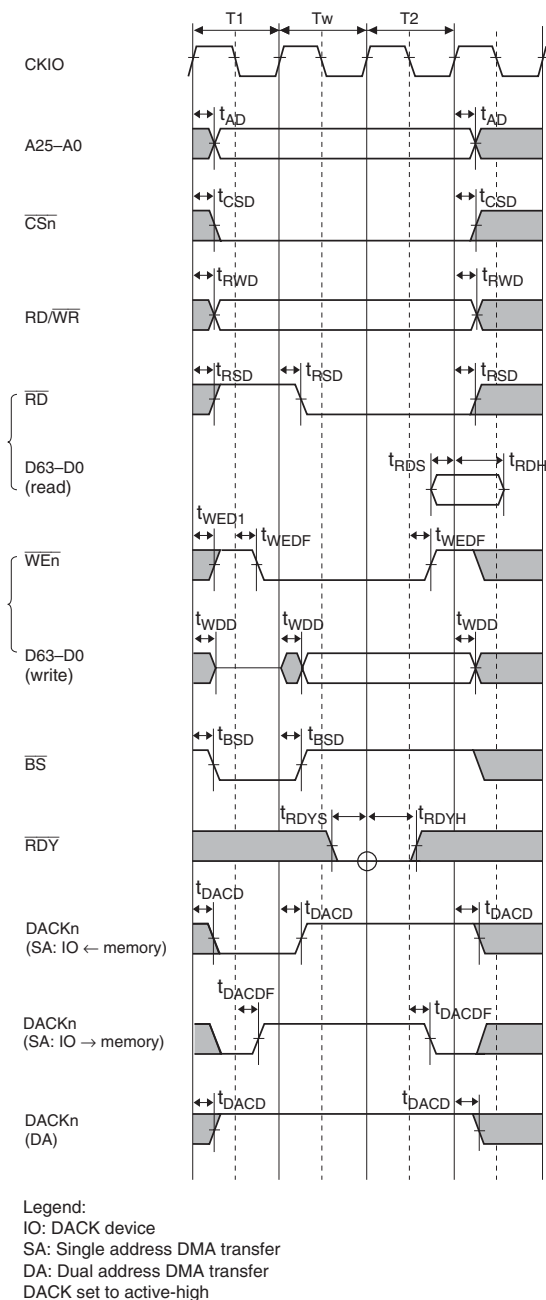 T1 Tw T2
CKIO
tAD tAD
A25–A0
tCSD tCSD
CSn
tRWD tRWD
RD/WR
tRSD tRSD tRSD
RD
tRDS tRDH
D63–D0
(read)
tWED1 tWEDF tWEDF
WEn
tWDD tWDD tWDD
D63–D0
(write)
tBSD tBSD
BS
tRDYS tRDYH
RDY
tDACD tDACD tDACD
DACKn
(SA: IO ← memory)
tDACDF tDACDF
DACKn
(SA: IO → memory)
tDACD tDACD
DACKn
(DA)
Legend:
IO: DACK device
SA: Single address DMA transfer
DA: Dual address DMA transfer
DACK set to active-high